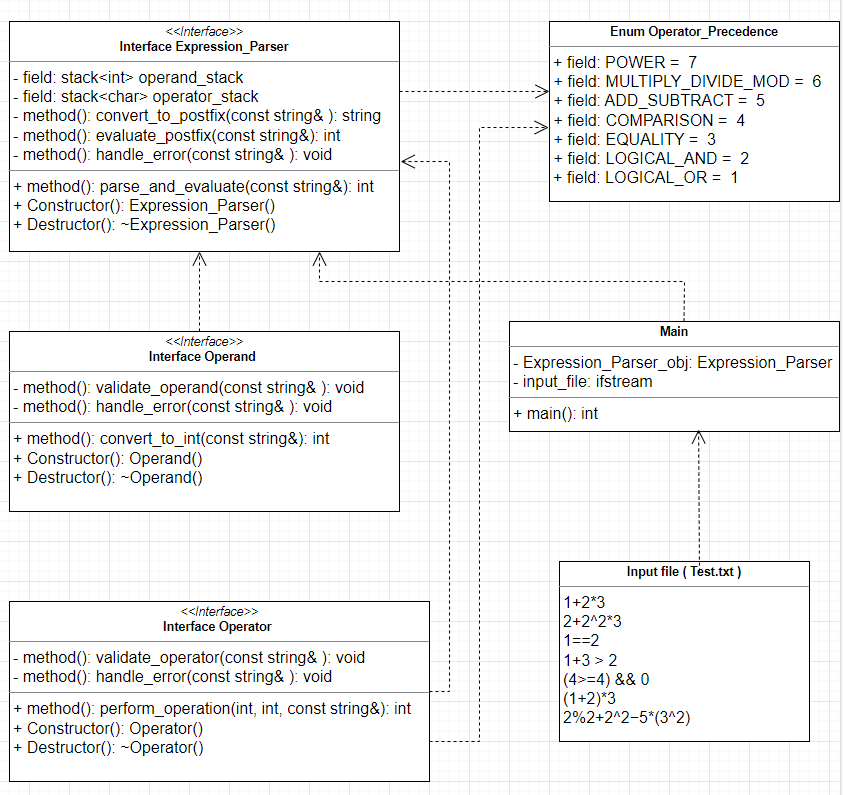 <<Interface>>
Interface Expression_Parser
- field: stack<int> operand_stack
- field: stack<char> operator_stack
- method(): convert_to_postfix(const string& ): string
- method(): evaluate_postfix(const string&): int
- method(): handle_error(const string& ): void
+ method(): parse_and_evaluate(const string&): int
+ Constructor(): Expression_Parser()
+ Destructor(): ~Expression_Parser()
Enum Operator_Precedence
+ field: POWER = 7
+ field: MULTIPLY_DIVIDE_MOD = 6
+ field: ADD_SUBTRACT = 5
+ field: COMPARISON = 4
+ field: EQUALITY = 3
+ field: LOGICAL_AND = 2
+ field: LOGICAL_OR = 1
<<Interface>>
Interface Operand
- method(): validate_operand(const string& ): void
- method(): handle_error(const string& ): void
+ method(): convert_to_int(const string&): int
+ Constructor(): Operand()
+ Destructor(): ~Operand()
Main
- Expression_Parser_obj: Expression_Parser
- input_file: ifstream
+ main(): int
<<Interface>>
Interface Operator
- method(): validate_operator(const string& ): void
- method(): handle_error(const string& ): void
+ method(): perform_operation(int, int, const string&): int
+ Constructor(): Operator()
+ Destructor(): ~Operator()
Input file ( Test.txt )
1+2*3
2+2^2*3
1==2
1+3 > 2
(4>=4) && 0
(1+2)*3
2%2+2^2−5*(3^2)